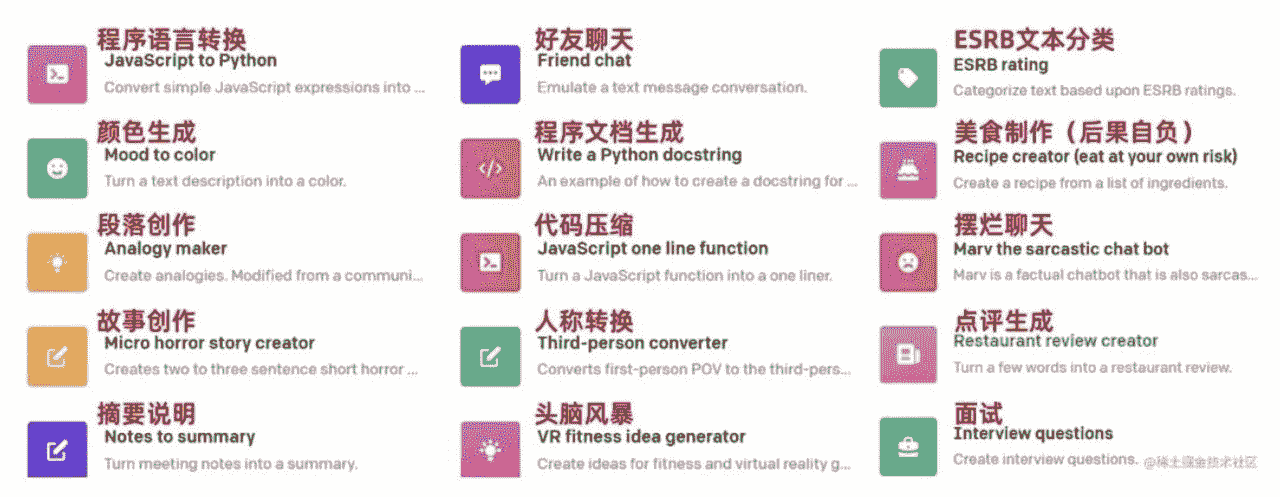 程序语言转换
JavaScript to Python
Convert simple JavaScript expressions into ...
颜色生成
Mood to color
Turn a text description into a color.
段落创作
Analogy maker
Create analogies. Modified from a communi...
故事创作
Micro horror story creator
Creates two to three sentence short horror ...
摘要说明
Notes to summary
Turn meeting notes into a summary.
好友聊天
Friend chat
Emulate a text message conversation.
程序文档生成
Write a Python docstring
An example of how to create a docstring for ...
代码压缩
JavaScript one line function
Turn a JavaScript function into a one liner.
人称转换
Third-person converter
Converts first-person POV to the third-pers...
头脑风暴
VR fitness idea generator
Create ideas for fitness and virtual reality g...
ESRB文本分类
ESRB rating
Categorize text based upon ESRB ratings.
美食制作（后果自负）
Recipe creator (eat at your own risk)
Create a recipe from a list of ingredients.
摆烂聊天
Marv the sarcastic chat bot
Marv is a factual chatbot that is also sarcas...
点评生成
Restaurant review creator
Turn a few words into a restaurant review.
面试
Interview questions
Create interview questions.
@稀土掘金技术社区